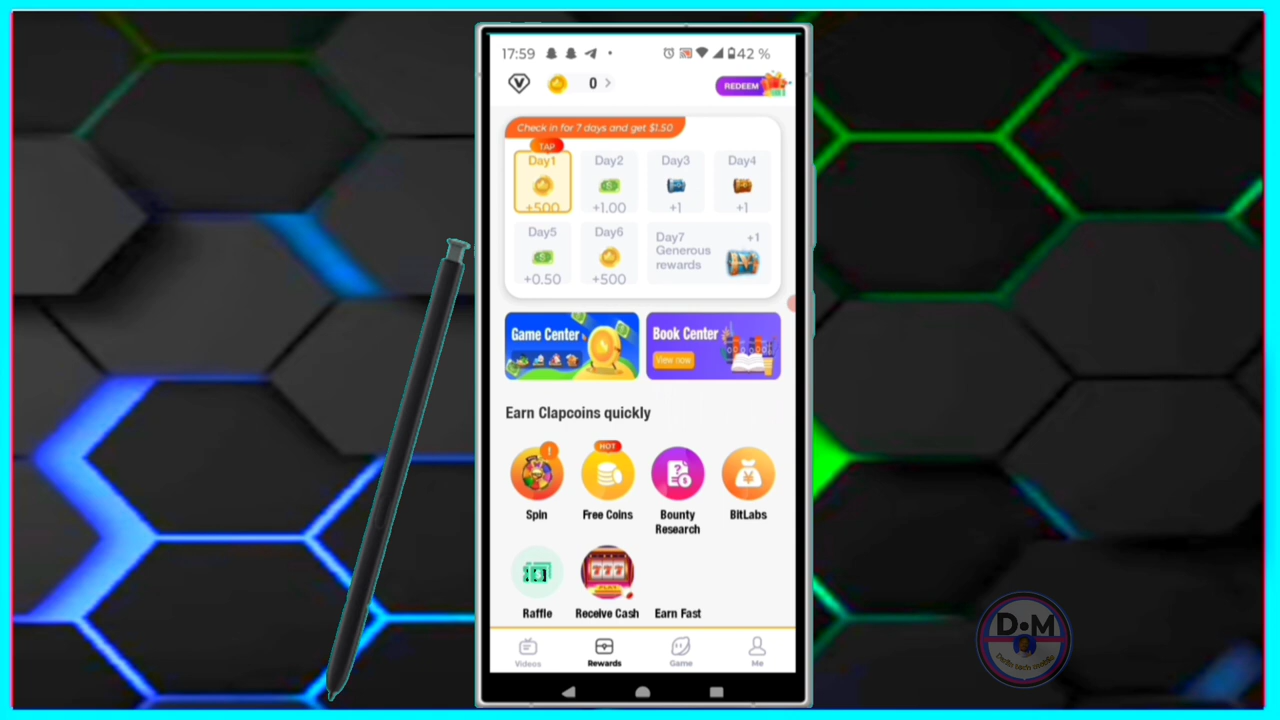 17:59
42 %
0
REDEEM
Check in for 7 days and get $1.50
TAP
Day1
Day2
Day3
Day4
+500
+1.00
+1
+1
Day5
Day6
Day7
+1
Generous
rewards
+0.50
+500
Game Center
Book Center
View now
Earn Clapcoins quickly
HOT
Spin
Free Coins
Bounty
Research
BitLabs
777
Raffle
Receive Cash
Earn Fast
Videos
Rewards
Game
Me
D•M